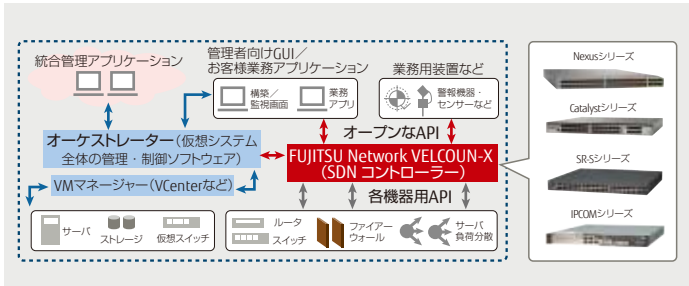 統合管理アプリケーション
管理者向けGUI／
お客様業務アプリケーション
構築／
監視画面
業務
アプリ
業務用装置など
警報機器・
センサーなど
オープンなAPI
オーケストレーター(仮想システム
全体の管理・制御ソフトウェア)
FUJITSU Network VELCOUN-X
(SDN コントローラー)
VMマネージャー(VCenterなど)
各機器用API
サーバ
ストレージ
仮想スイッチ
ルータ
スイッチ
ファイアー
ウォール
サーバ
負荷分散
Nexusシリーズ
Catalystシリーズ
SR-Sシリーズ
IPCOMシリーズ